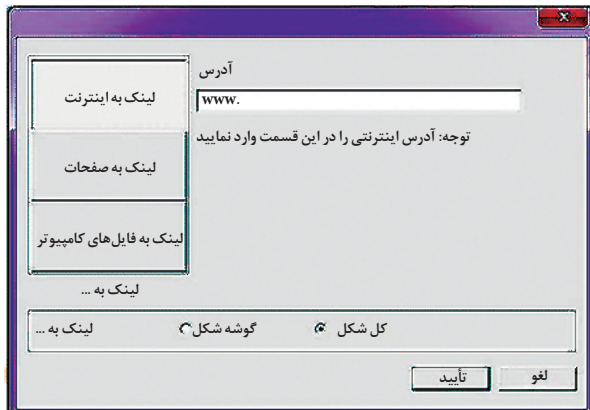 آدرس
لینک به اینترنت
www.
توجه: آدرس اینترنتی را در این قسمت وارد نمایید
لینک به صفحات
لینک به فایل‌های کامپیوتر
لینک به ...
کل شکل گوشه شکل لینک به ...
لغو تأیید